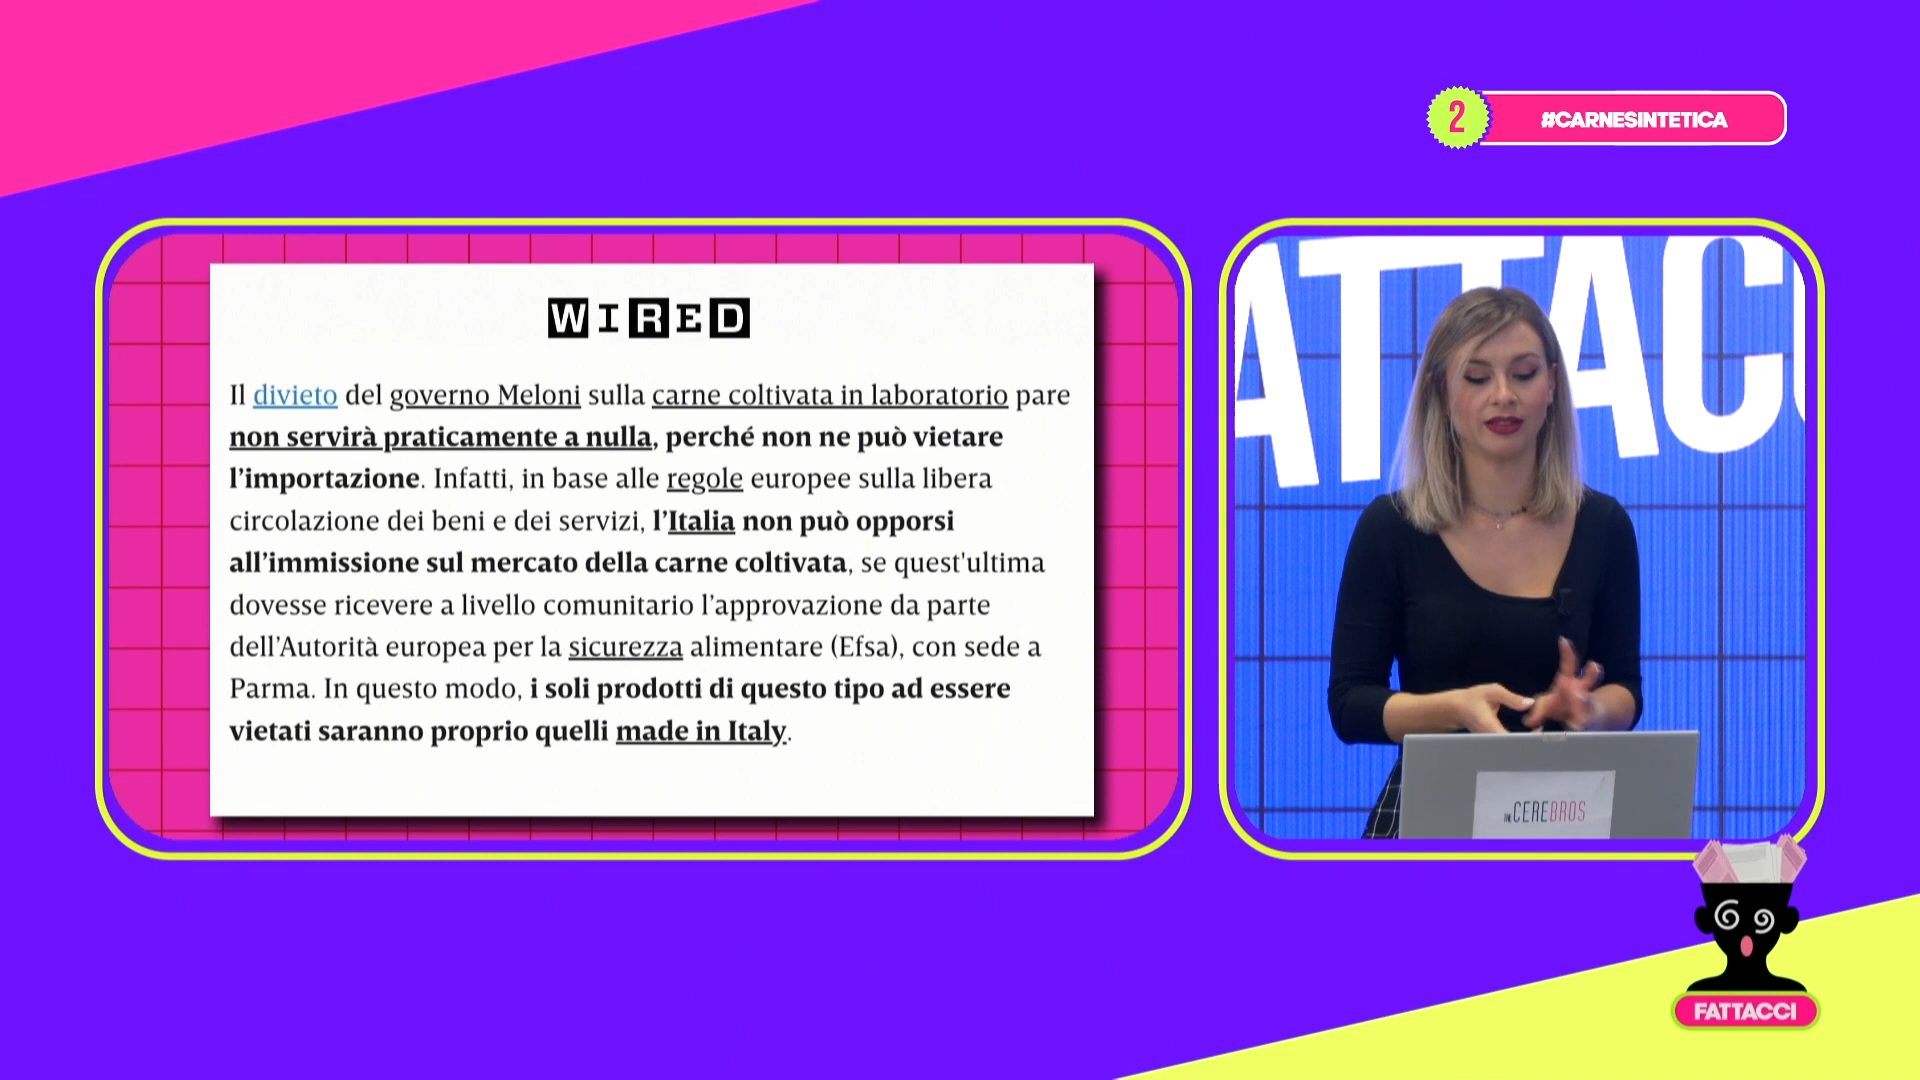 2
#CARNESINTETICA
WIRED
Il divieto del governo Meloni sulla carne coltivata in laboratorio pare
non servirà praticamente a nulla, perché non ne può vietare
l’importazione. Infatti, in base alle regole europee sulla libera
circolazione dei beni e dei servizi, l’Italia non può opporsi
all’immissione sul mercato della carne coltivata, se quest'ultima
dovesse ricevere a livello comunitario l’approvazione da parte
dell’Autorità europea per la sicurezza alimentare (Efsa), con sede a
Parma. In questo modo, i soli prodotti di questo tipo ad essere
vietati saranno proprio quelli made in Italy.
ATTACC
THE CEREBROS
FATTACCI